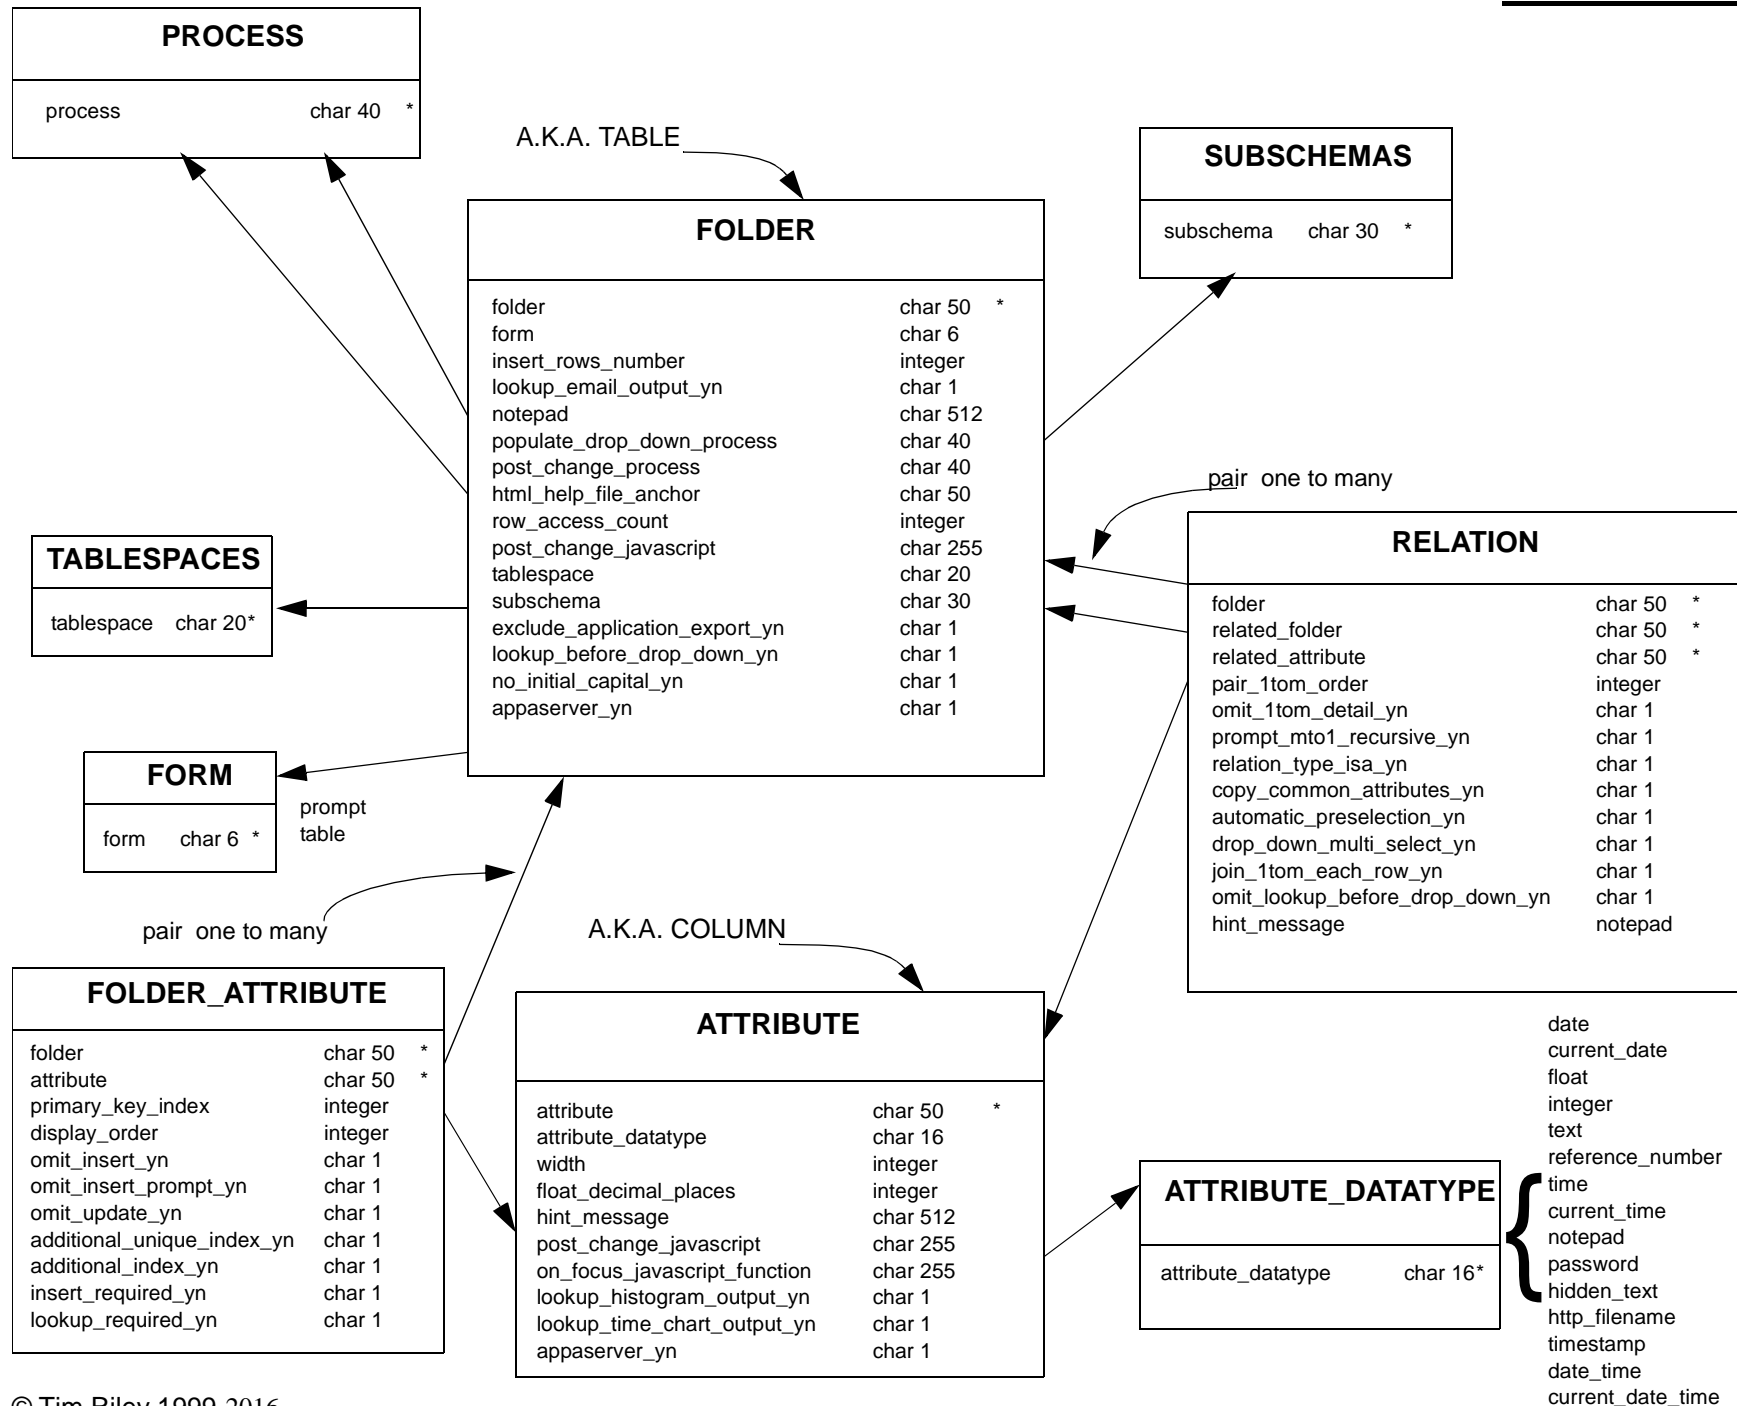 PROCESS
process char 40 *
A.K.A. TABLE
SUBSCHEMAS
subschema char 30 *
FOLDER
folder char 50 *
form char 6
insert_rows_number integer
lookup_email_output_yn char 1
notepad char 512
populate_drop_down_process char 40
post_change_process char 40
html_help_file_anchor char 50
row_access_count integer
post_change_javascript char 255
tablespace char 20
subschema char 30
exclude_application_export_yn char 1
lookup_before_drop_down_yn char 1
no_initial_capital_yn char 1
appaserver_yn char 1
pair one to many
TABLESPACES
tablespace char 20*
RELATION
folder char 50 *
related_folder char 50 *
related_attribute char 50 *
pair_1tom_order integer
omit_1tom_detail_yn char 1
prompt_mto1_recursive_yn char 1
relation_type_isa_yn char 1
copy_common_attributes_yn char 1
automatic_preselection_yn char 1
drop_down_multi_select_yn char 1
join_1tom_each_row_yn char 1
omit_lookup_before_drop_down_yn char 1
hint_message notepad
FORM
form char 6 *
prompt
table
pair one to many
A.K.A. COLUMN
FOLDER_ATTRIBUTE
folder char 50 *
attribute char 50 *
primary_key_index integer
display_order integer
omit_insert_yn char 1
omit_insert_prompt_yn char 1
omit_update_yn char 1
additional_unique_index_yn char 1
additional_index_yn char 1
insert_required_yn char 1
lookup_required_yn char 1
ATTRIBUTE
attribute char 50 *
attribute_datatype char 16
width integer
float_decimal_places integer
hint_message char 512
post_change_javascript char 255
on_focus_javascript_function char 255
lookup_histogram_output_yn char 1
lookup_time_chart_output_yn char 1
appaserver_yn char 1
ATTRIBUTE_DATATYPE
attribute_datatype char 16*
{
date
current_date
float
integer
text
reference_number
time
current_time
notepad
password
hidden_text
http_filename
timestamp
date_time
current_date_time
© Tim Riley 1999-2016